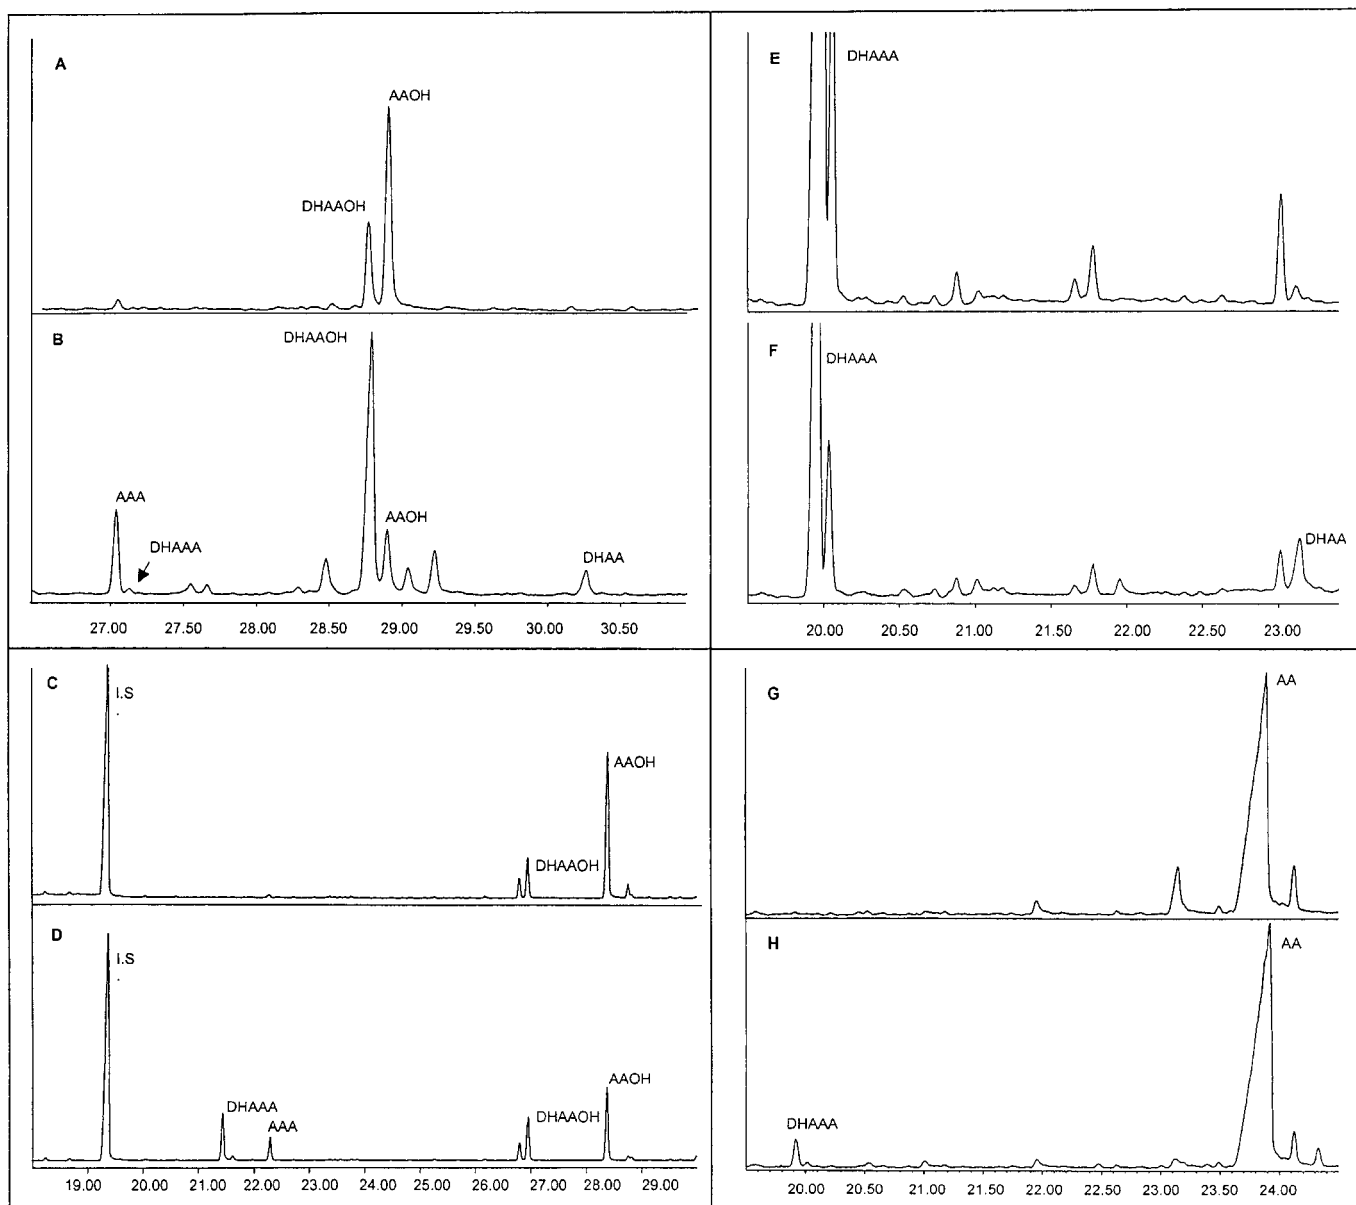 A
AAOH
DHAAOH
B
DHAAOH
AAA
DHAAA
AAOH
DHAA
27.00 27.50 28.00 28.50 29.00 29.50 30.00 30.50
C
I.S
AAOH
DHAAOH
D
I.S
DHAAA
AAA
DHAAOH
AAOH
19.00 20.00 21.00 22.00 23.00 24.00 25.00 26.00 27.00 28.00 29.00
E
DHAAA
F
DHAAA
DHAA
20.00 20.50 21.00 21.50 22.00 22.50 23.00
G
AA
H
AA
DHAAA
20.00 20.50 21.00 21.50 22.00 22.50 23.00 23.50 24.00